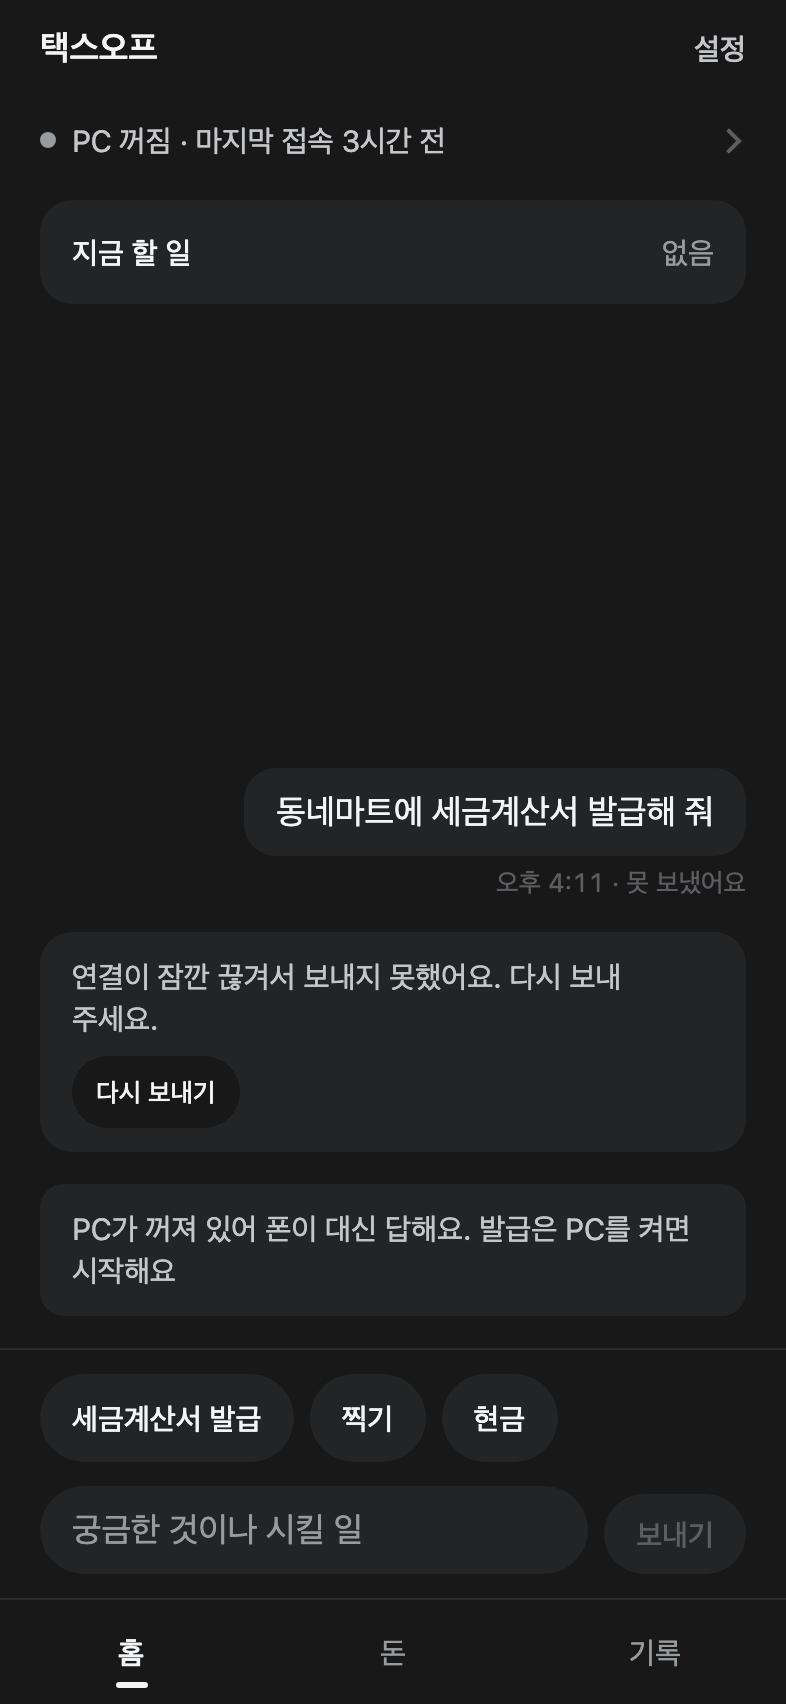 택스오프
설정
PC 꺼짐 · 마지막 접속 3시간 전
지금 할 일
없음
동네마트에 세금계산서 발급해 줘
오후 4:11 · 못 보냈어요
연결이 잠깐 끊겨서 보내지 못했어요. 다시 보내
주세요.
다시 보내기
PC가 꺼져 있어 폰이 대신 답해요. 발급은 PC를 켜면
시작해요
세금계산서 발급
찍기
현금
궁금한 것이나 시킬 일
보내기
홈
돈
기록